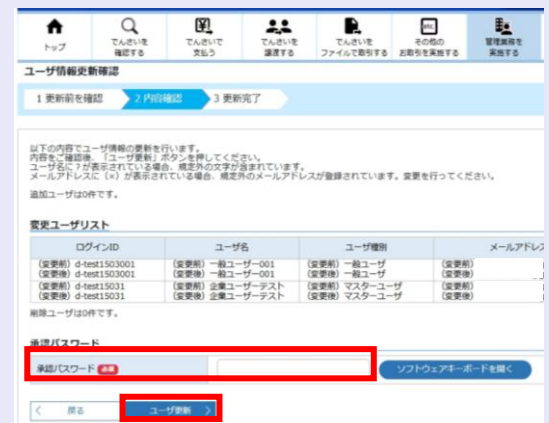 トップ
てんさいを
確認する
てんさいで
支払う
てんさいを
譲渡する
てんさいを
ファイルで取引する
その他の
お取引を実施する
管理業務を
実施する
ユーザ情報更新確認
1 更新前を確認
2 内容確認
3 更新完了
以下の内容でユーザ情報の更新を行います。
内容をご確認後、「ユーザ更新」ボタンを押してください。
ユーザ名に?が表示されている場合、規定外の文字が含まれています。
メールアドレスに(×)が表示されている場合、規定外のメールアドレスが登録されています。変更を行ってください。
追加ユーザは0件です。
変更ユーザリスト
ログインID ユーザ名 ユーザ種別 メールアドレス
(変更前) d-test1503001 (変更前) 一般ユーザー001 (変更前) 一般ユーザ (変更前)
(変更後) d-test1503001 (変更後) 一般ユーザー001 (変更後) 一般ユーザ (変更後)
(変更前) d-test15031 (変更前) 企業ユーザーテスト (変更前) マスターユーザ (変更前)
(変更後) d-test15031 (変更後) 企業ユーザーテスト (変更後) マスターユーザ (変更後)
削除ユーザは0件です。
承認パスワード
承認パスワード 必須 ソフトウェアキーボードを開く
戻る ユーザ更新